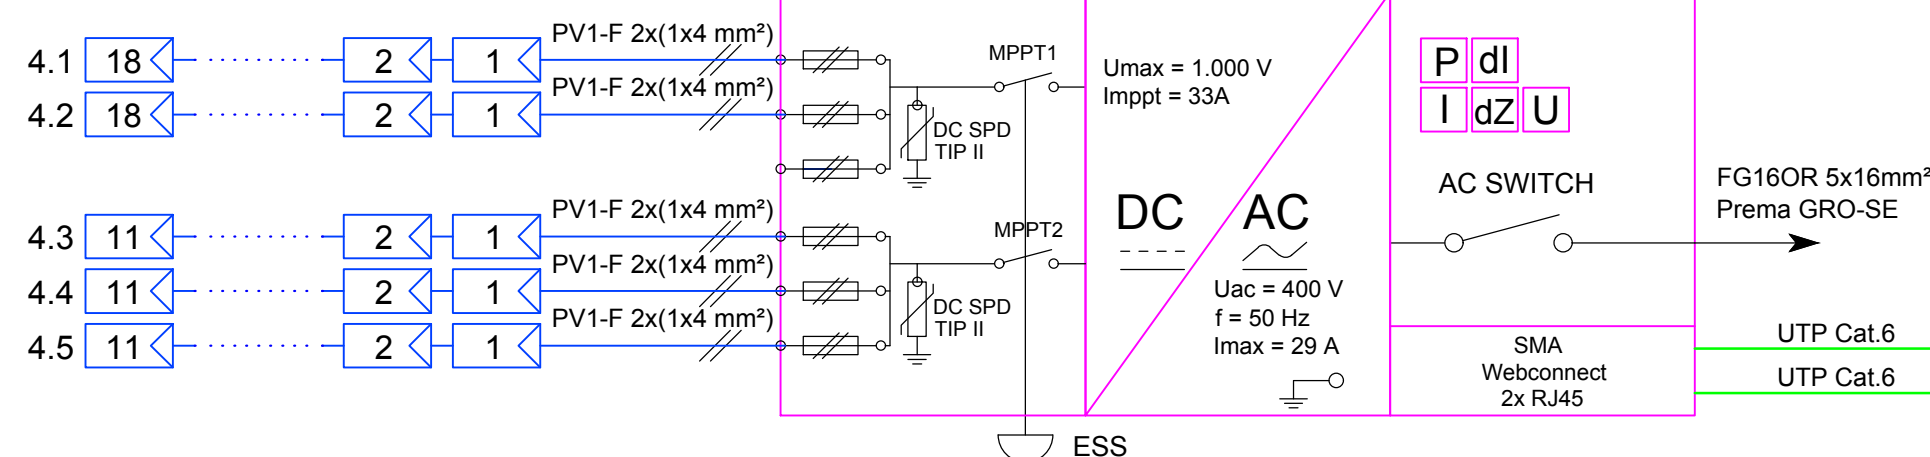 4.1 18 2 1 PV1-F 2x(1x4 mm²)
4.2 18 2 1 PV1-F 2x(1x4 mm²)
4.3 11 2 1 PV1-F 2x(1x4 mm²)
4.4 11 2 1 PV1-F 2x(1x4 mm²)
4.5 11 2 1 PV1-F 2x(1x4 mm²)
MPPT1
DC SPD
TIP II
MPPT2
DC SPD
TIP II
ESS
Umax = 1.000 V
Imppt = 33A
DC
AC
Uac = 400 V
f = 50 Hz
Imax = 29 A
P dI
I dZ U
AC SWITCH
SMA
Webconnect
2x RJ45
FG16OR 5x16mm²
Prema GRO-SE
UTP Cat.6
UTP Cat.6